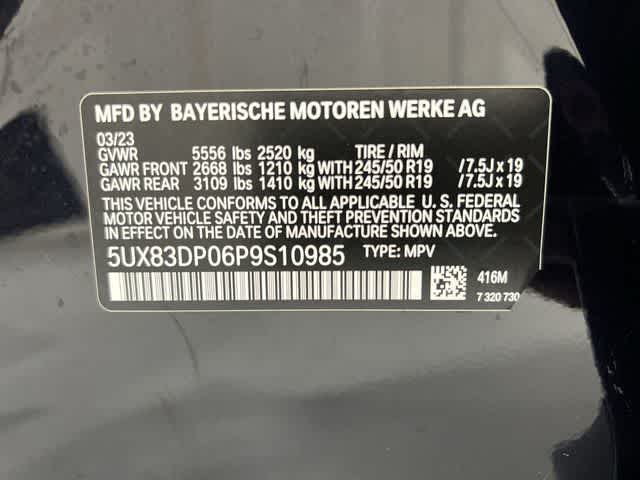 MFD BY BAYERISCHE MOTOREN WERKE AG
03/23
GVWR 5556 lbs 2520 kg TIRE / RIM
GAWR FRONT 2668 lbs 1210 kg WITH 245/50 R19 /7.5J x 19
GAWR REAR 3109 lbs 1410 kg WITH 245/50 R19 /7.5J x 19
THIS VEHICLE CONFORMS TO ALL APPLICABLE U. S. FEDERAL
MOTOR VEHICLE SAFETY AND THEFT PREVENTION STANDARDS
IN EFFECT ON THE DATE OF MANUFACTURE SHOWN ABOVE.
5UX83DP06P9S10985 TYPE: MPV
416M
7 320 730